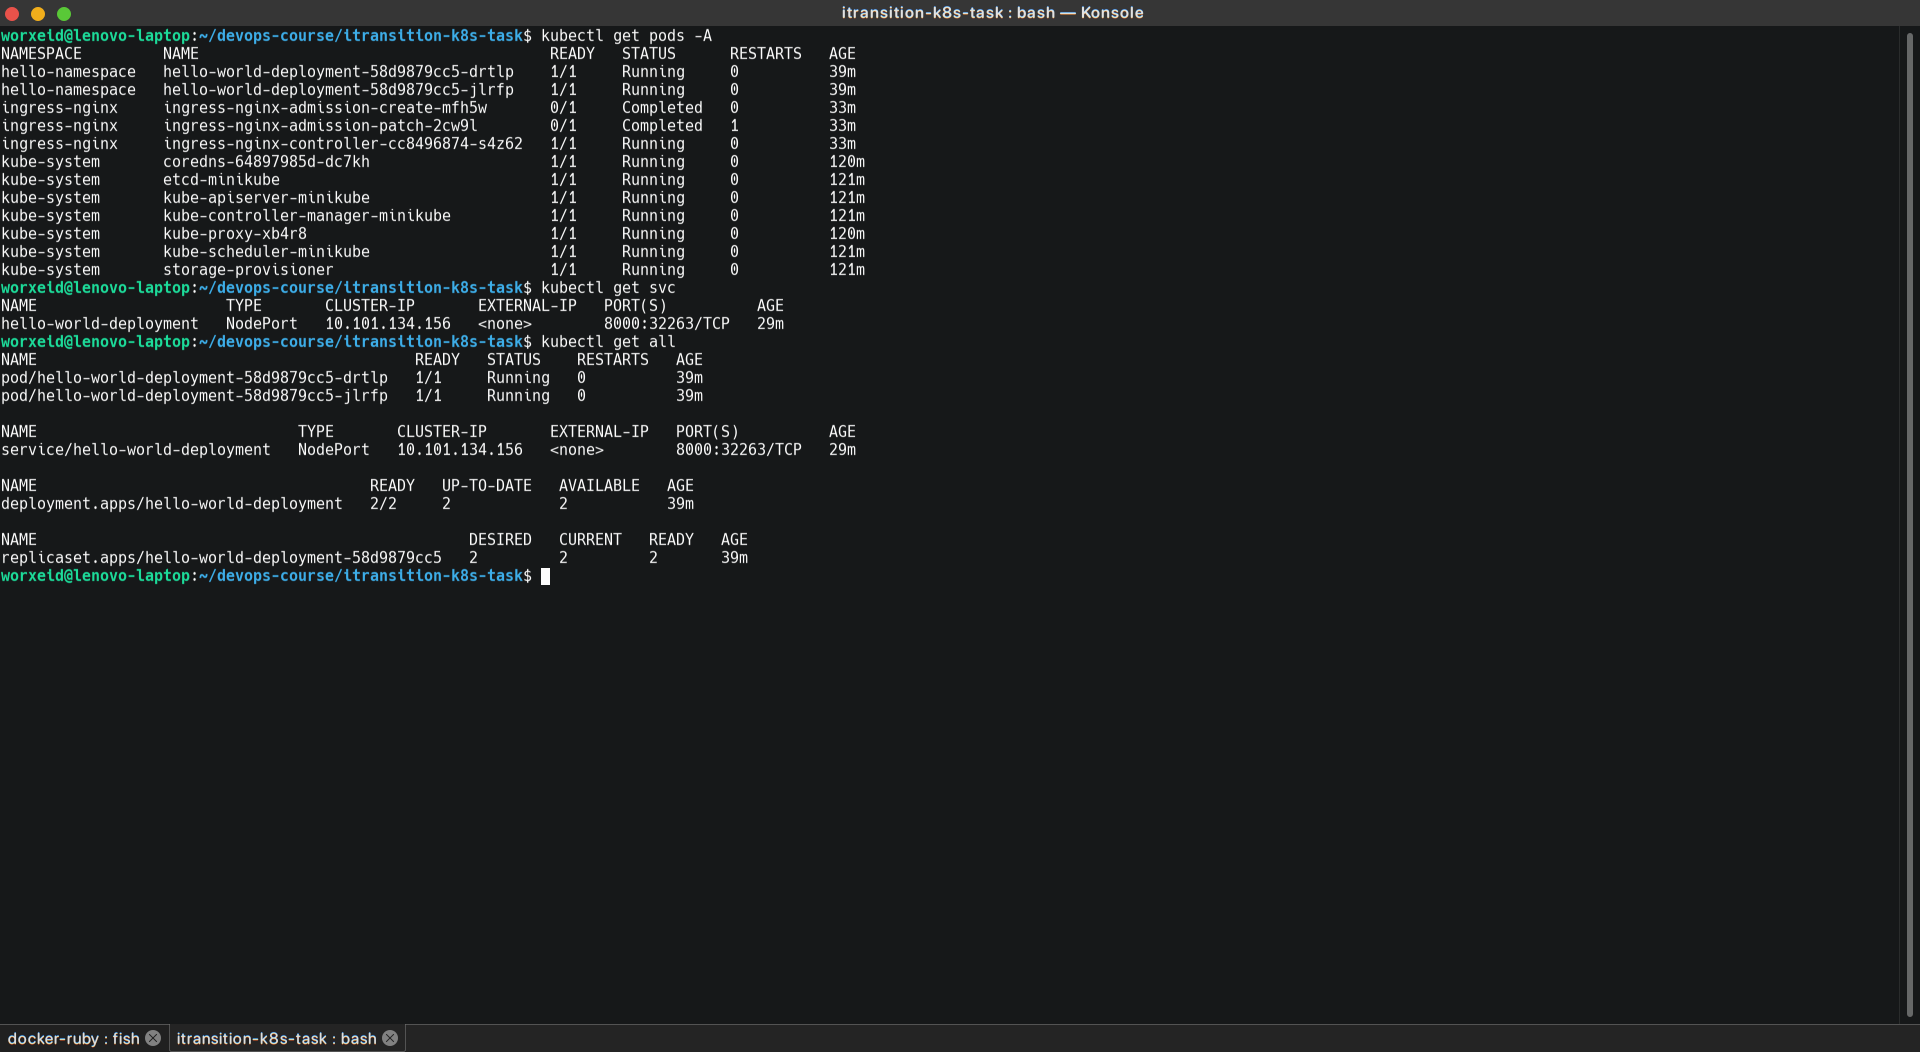 itransition-k8s-task : bash — Konsole
worxeid@lenovo-laptop:~/devops-course/itransition-k8s-task$ kubectl get pods -A
NAMESPACE         NAME                                       READY   STATUS      RESTARTS   AGE
hello-namespace   hello-world-deployment-58d9879cc5-drtlp    1/1     Running     0          39m
hello-namespace   hello-world-deployment-58d9879cc5-jlrfp    1/1     Running     0          39m
ingress-nginx     ingress-nginx-admission-create-mfh5w       0/1     Completed   0          33m
ingress-nginx     ingress-nginx-admission-patch-2cw9l        0/1     Completed   1          33m
ingress-nginx     ingress-nginx-controller-cc8496874-s4z62   1/1     Running     0          33m
kube-system       coredns-64897985d-dc7kh                    1/1     Running     0          120m
kube-system       etcd-minikube                              1/1     Running     0          121m
kube-system       kube-apiserver-minikube                    1/1     Running     0          121m
kube-system       kube-controller-manager-minikube           1/1     Running     0          121m
kube-system       kube-proxy-xb4r8                           1/1     Running     0          120m
kube-system       kube-scheduler-minikube                    1/1     Running     0          121m
kube-system       storage-provisioner                        1/1     Running     0          121m
worxeid@lenovo-laptop:~/devops-course/itransition-k8s-task$ kubectl get svc
NAME                     TYPE       CLUSTER-IP       EXTERNAL-IP   PORT(S)          AGE
hello-world-deployment   NodePort   10.101.134.156   <none>        8000:32263/TCP   29m
worxeid@lenovo-laptop:~/devops-course/itransition-k8s-task$ kubectl get all
NAME                                          READY   STATUS    RESTARTS   AGE
pod/hello-world-deployment-58d9879cc5-drtlp   1/1     Running   0          39m
pod/hello-world-deployment-58d9879cc5-jlrfp   1/1     Running   0          39m
NAME                             TYPE       CLUSTER-IP       EXTERNAL-IP   PORT(S)          AGE
service/hello-world-deployment   NodePort   10.101.134.156   <none>        8000:32263/TCP   29m
NAME                                     READY   UP-TO-DATE   AVAILABLE   AGE
deployment.apps/hello-world-deployment   2/2     2            2           39m
NAME                                                DESIRED   CURRENT   READY   AGE
replicaset.apps/hello-world-deployment-58d9879cc5   2         2         2       39m
worxeid@lenovo-laptop:~/devops-course/itransition-k8s-task$
docker-ruby : fish   itransition-k8s-task : bash